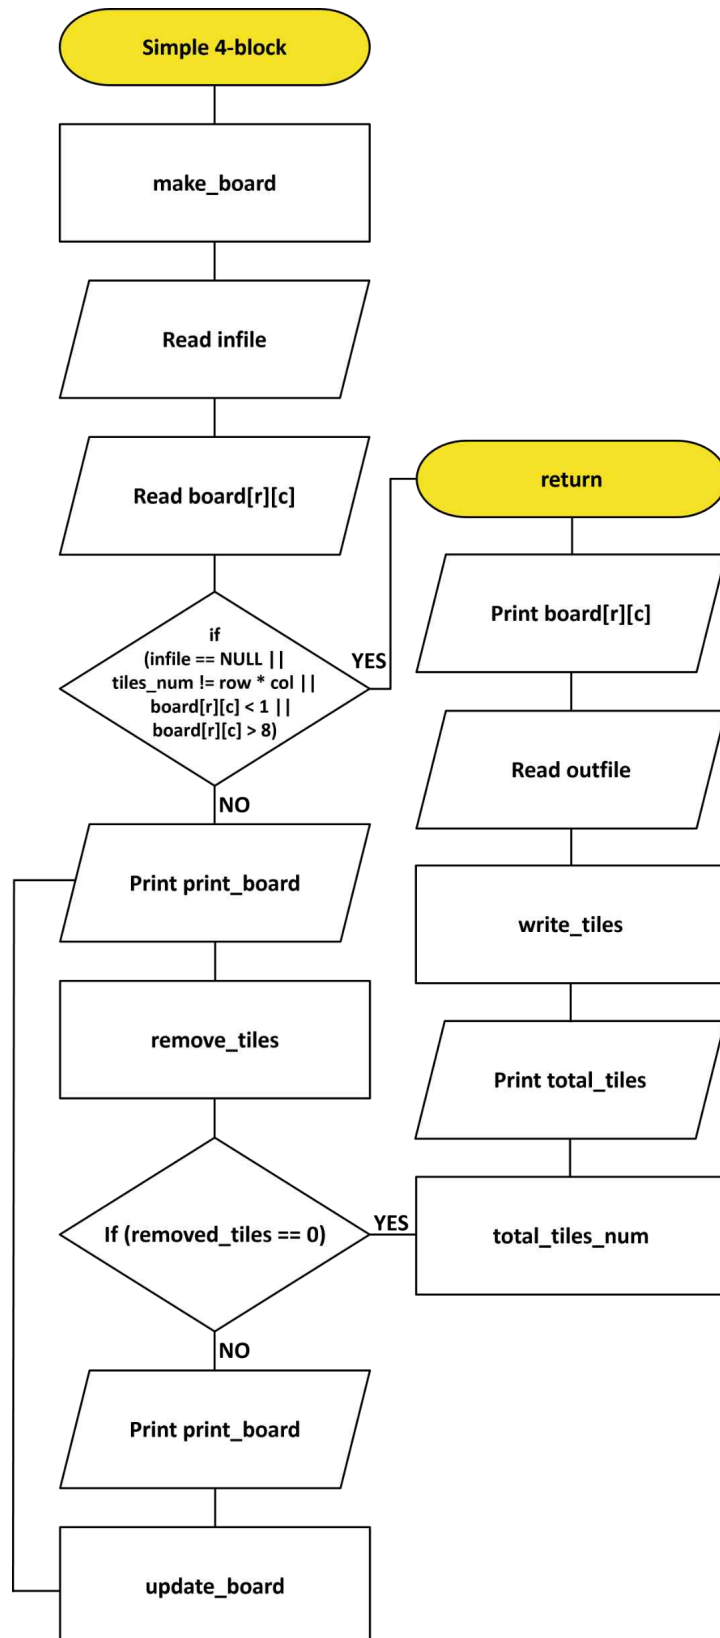 Simple 4-block
make_board
Read infile
Read board[r][c]
if
(infile == NULL ||
tiles_num != row * col ||
board[r][c] < 1 ||
board[r][c] > 8)
YES
NO
Print print_board
remove_tiles
If (removed_tiles == 0)
YES
NO
Print print_board
update_board
return
Print board[r][c]
Read outfile
write_tiles
Print total_tiles
total_tiles_num